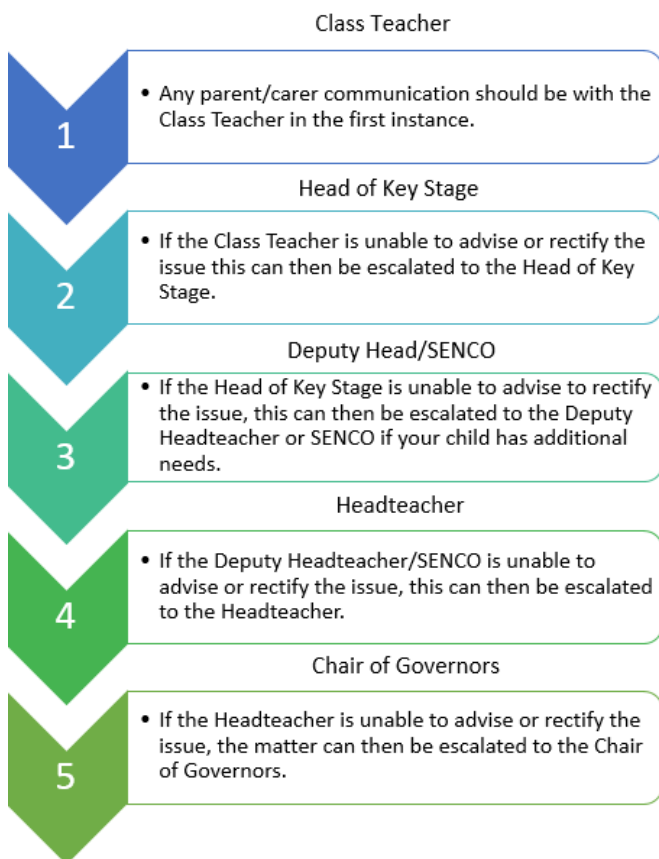 Class Teacher
1
• Any parent/carer communication should be with the
Class Teacher in the first instance.
Head of Key Stage
2
• If the Class Teacher is unable to advise or rectify the
issue this can then be escalated to the Head of Key
Stage.
Deputy Head/SENCO
3
• If the Head of Key Stage is unable to advise to rectify
the issue, this can then be escalated to the Deputy
Headteacher or SENCO if your child has additional
needs.
Headteacher
4
• If the Deputy Headteacher/SENCO is unable to
advise or rectify the issue, this can then be escalated
to the Headteacher.
Chair of Governors
5
• If the Headteacher is unable to advise or rectify the
issue, the matter can then be escalated to the Chair
of Governors.